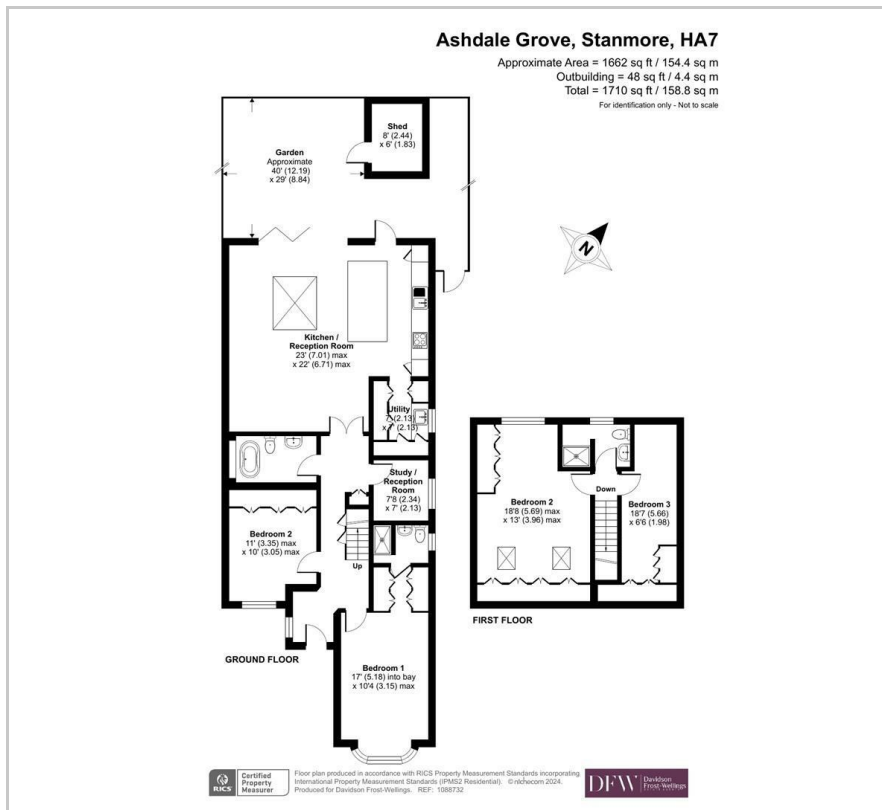 Ashdale Grove, Stanmore, HA7
Approximate Area = 1662 sq ft / 154.4 sq m
Outbuilding = 48 sq ft / 4.4 sq m
Total = 1710 sq ft / 158.8 sq m
For identification only - Not to scale
Shed
8' (2.44)
x 6' (1.83)
Garden
Approximate
40' (12.19)
x 29' (8.84)
N
Kitchen /
Reception Room
23' (7.01) max
x 22' (6.71) max
Utility
7' (2.13)
x 7' (2.13)
Study /
Reception
Room
7'8 (2.34)
x 7' (2.13)
Bedroom 2
11' (3.35) max
x 10' (3.05) max
Up
Bedroom 1
17' (5.18) into bay
x 10'4 (3.15) max
GROUND FLOOR
Down
Bedroom 2
18'8 (5.69) max
x 13' (3.96) max
Bedroom 3
18'7 (5.66)
x 6'6 (1.98)
FIRST FLOOR
RICS
Certified
Property
Measurer
Floor plan produced in accordance with RICS Property Measurement Standards incorporating
International Property Measurement Standards (IPMS2 Residential). © nichecom 2024.
Produced for Davidson Frost-Wellings. REF: 1088732
DFW
Davidson
Frost-Wellings